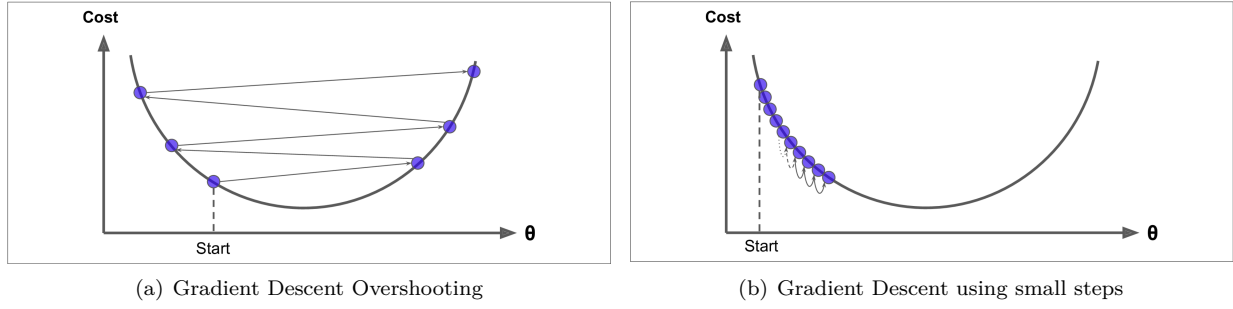 Cost
θ
Start
(a) Gradient Descent Overshooting
Cost
θ
Start
(b) Gradient Descent using small steps